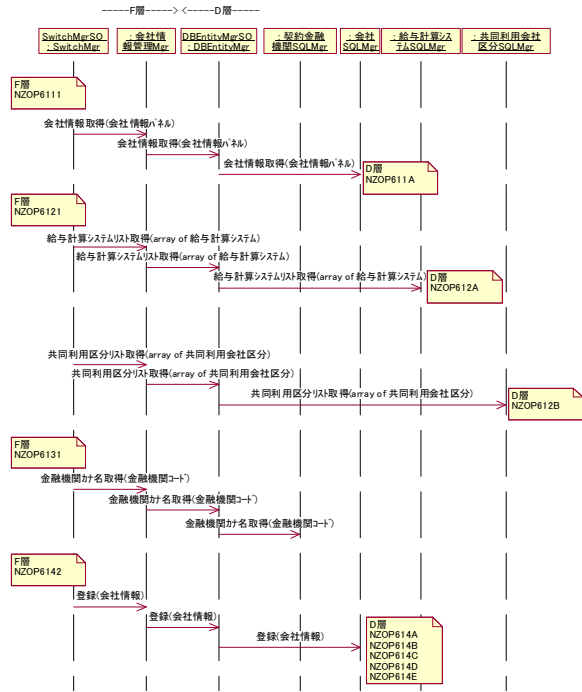 -----F層-----> <-----D層-----
SwitchMgrSO
: SwitchMgr
: 会社情
報管理Mgr
DBEntityMgrSO
: DBEntityMgr
: 契約金融
機関SQLMgr
: 会社
SQLMgr
: 給与計算シス
テムSQLMgr
: 共同利用会社
区分SQLMgr
F層
NZOP6111
会社情報取得(会社情報パネル)
会社情報取得(会社情報パネル)
会社情報取得(会社情報パネル)
D層
NZOP611A
F層
NZOP6121
給与計算システムリスト取得(array of 給与計算システム)
給与計算システムリスト取得(array of 給与計算システム)
給与計算システムリスト取得(array of 給与計算システム)
D層
NZOP612A
共同利用区分リスト取得(array of 共同利用会社区分)
共同利用区分リスト取得(array of 共同利用会社区分)
共同利用区分リスト取得(array of 共同利用会社区分)
D層
NZOP612B
F層
NZOP6131
金融機関カナ名取得(金融機関コード)
金融機関カナ名取得(金融機関コード)
金融機関カナ名取得(金融機関コード)
F層
NZOP6142
登録(会社情報)
登録(会社情報)
登録(会社情報)
D層
NZOP614A
NZOP614B
NZOP614C
NZOP614D
NZOP614E